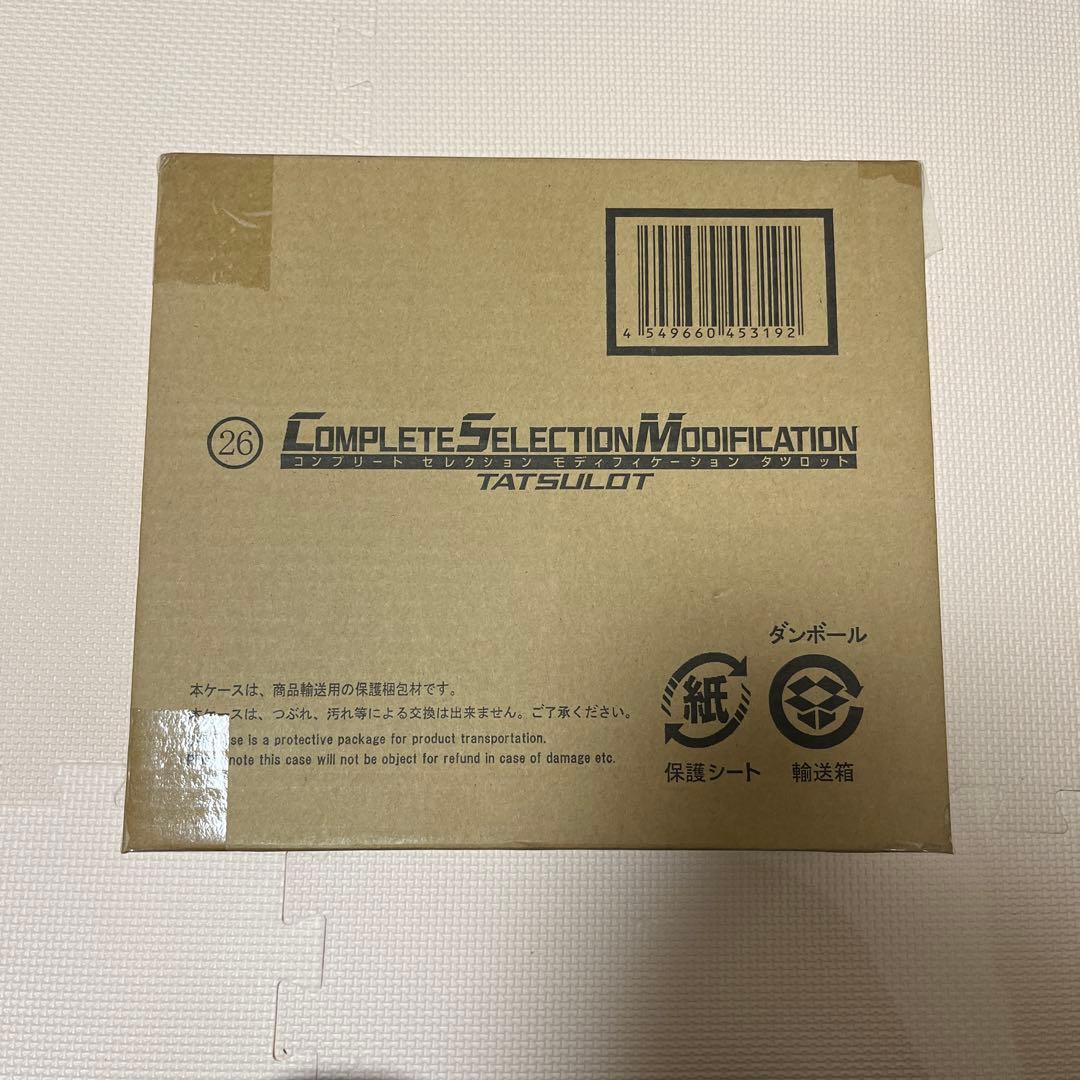 4 549660 453192
26 COMPLETE SELECTION MODIFICATION
コンプリート セレクション モディフィケーション タツロット
TATSULOT
ダンボール
紙
保護シート 輸送箱
本ケースは、商品輸送用の保護梱包材です。
本ケースは、つぶれ、汚れ等による交換は出来ません。ご了承ください。
is a protective package for product transportation.
note this case will not be object for refund in case of damage etc.